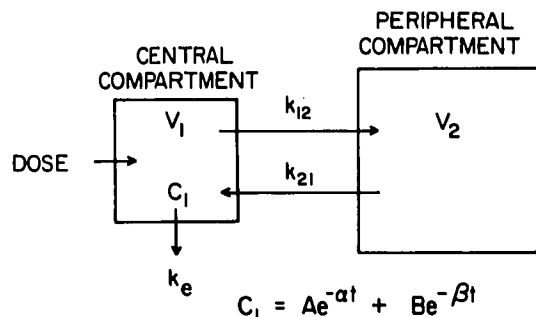 PERIPHERAL
COMPARTMENT
CENTRAL
COMPARTMENT
V₁
k₁₂
V₂
DOSE
C₁
k₂₁
kₑ
C₁ = Ae^-αt + Be^-βt